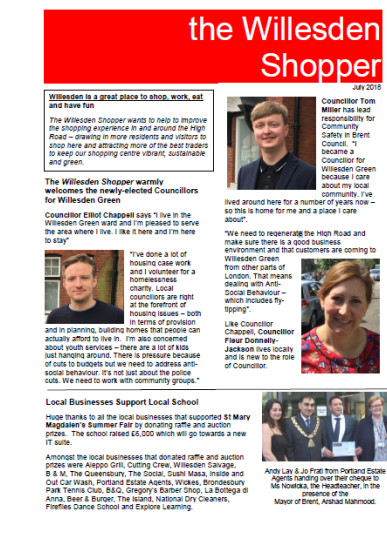 the Willesden
Shopper
July 2018
Willesden is a great place to shop, work, eat
and have fun
The Willesden Shopper wants to help to improve
the shopping experience in and around the High
Road – drawing in more residents and visitors to
shop here and attracting more of the best traders
to keep our shopping centre vibrant, sustainable
and green.
The Willesden Shopper warmly
welcomes the newly-elected Councillors
for Willesden Green
Councillor Elliot Chappell says "I live in the
Willesden Green ward and I'm pleased to serve
the area where I live. I like it here and I'm here
to stay"
"I've done a lot of
housing case work
and I volunteer for a
homelessness
charity. Local
councillors are right
at the forefront of
housing issues – both
in terms of provision
and in planning, building homes that people can
actually afford to live in. I'm also concerned
about youth services – there are a lot of kids
just hanging around. There is pressure because
of cuts to budgets but we need to address anti-
social behaviour. It's not just about the police
cuts. We need to work with community groups."
Councillor Tom
Miller has lead
responsibility for
Community
Safety in Brent
Council. "I
became a
Councillor for
Willesden Green
because I care
about my local
community. I've
lived around here for a number of years now –
so this is home for me and a place I care
about".
"We need to regenerate the High Road and
make sure there is a good business
environment and that customers are coming to
Willesden Green
from other parts of
London. That means
dealing with Anti-
Social Behaviour –
which includes fly-
tipping".
Like Councillor
Chappell, Councillor
Fleur Donnelly-
Jackson lives locally
and is new to the role
of Councillor.
Local Businesses Support Local School
Huge thanks to all the local businesses that supported St Mary
Magdalen's Summer Fair by donating raffle and auction
prizes. The school raised £6,000 which will go towards a new
IT suite.
Amongst the local businesses that donated raffle and auction
prizes were Aleppo Grill, Cutting Crew, Willesden Salvage,
B & M, The Queensbury, The Social, Sushi Masa, Inside and
Out Car Wash, Portland Estate Agents, Wickes, Brondesbury
Park Tennis Club, B&Q, Gregory's Barber Shop, La Bottega di
Anna, Beer & Burger, The Island, National Dry Cleaners,
Fireflies Dance School and Explore Learning.
Andy Lay & Jo Frati from Portland Estate
Agents handing over their cheque to
Ms Nowicka, the Headteacher, in the
presence of the
Mayor of Brent, Arshad Mahmood.